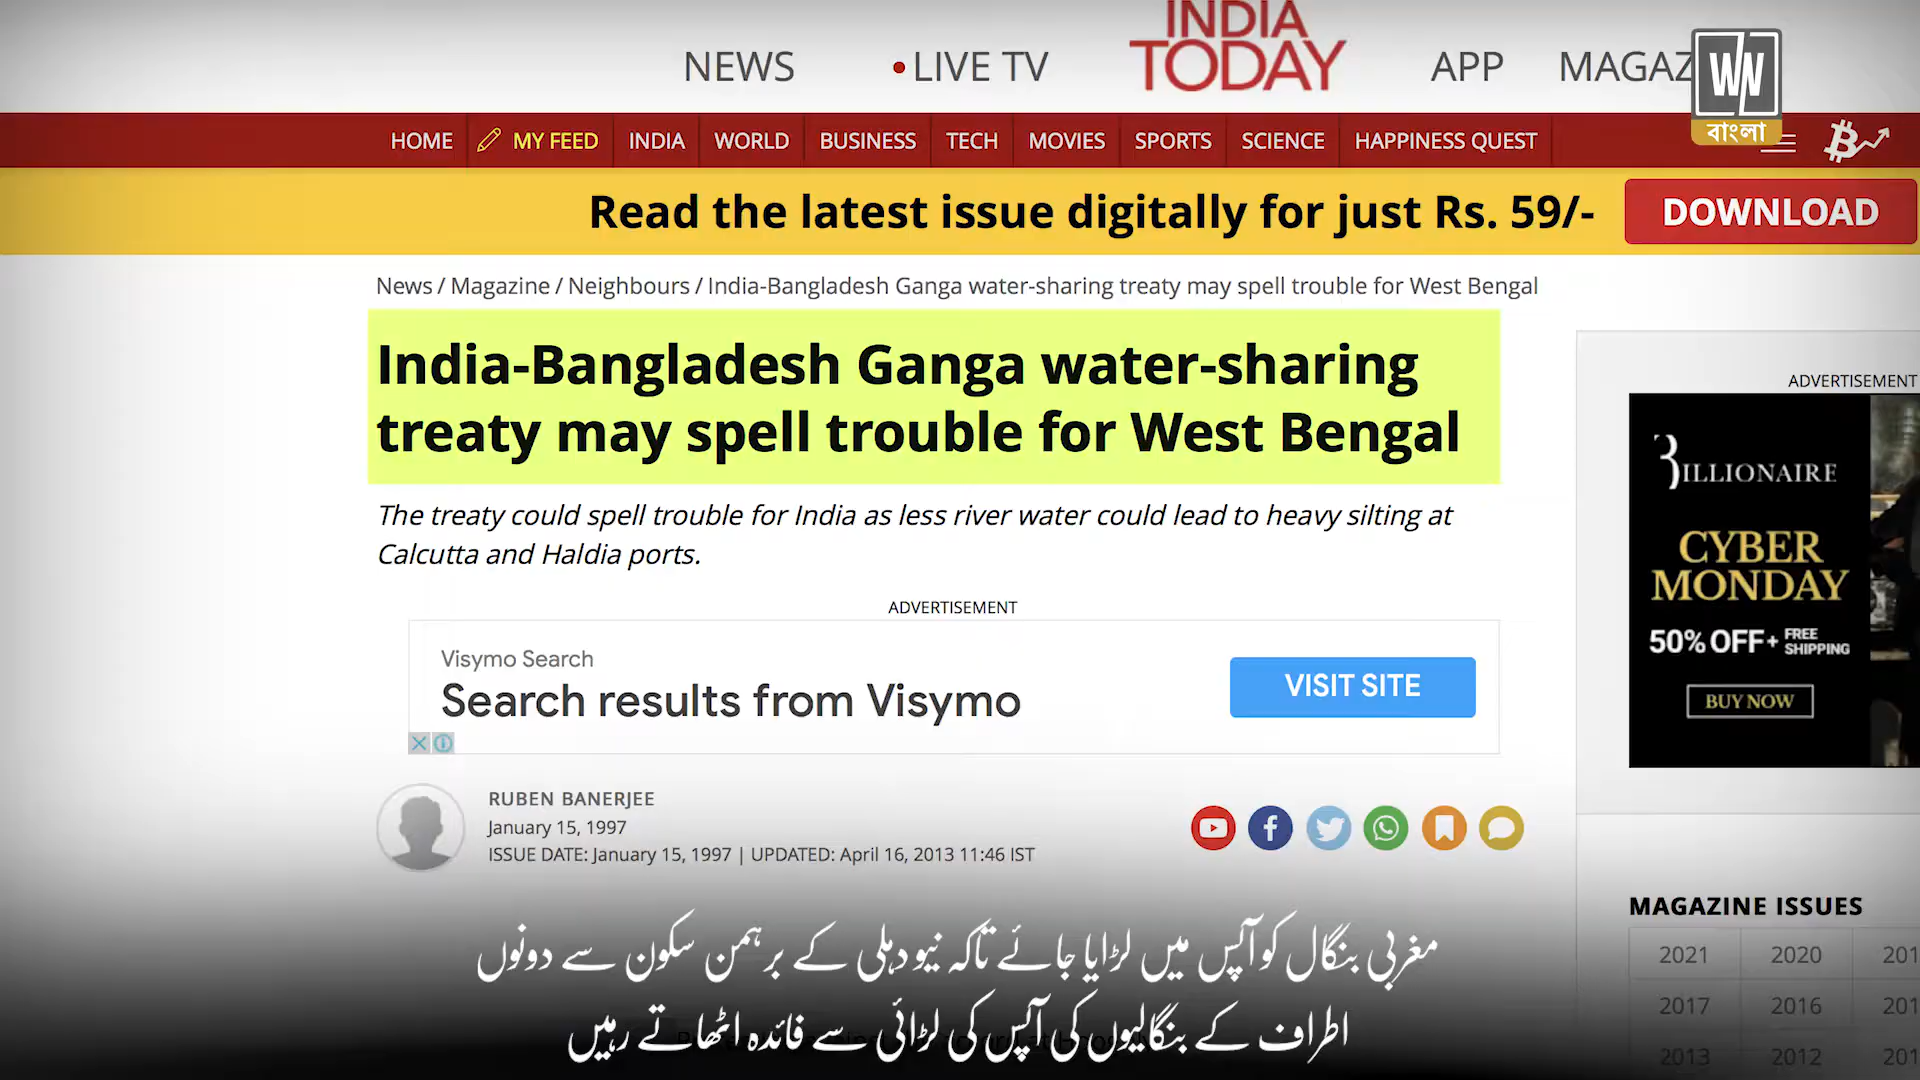 INDIA
TODAY
NEWS
LIVE TV
APP
MAGAZ
WN
বাংলা
HOME
MY FEED
INDIA
WORLD
BUSINESS
TECH
MOVIES
SPORTS
SCIENCE
HAPPINESS QUEST
Read the latest issue digitally for just Rs. 59/-
DOWNLOAD
News / Magazine / Neighbours / India-Bangladesh Ganga water-sharing treaty may spell trouble for West Bengal
India-Bangladesh Ganga water-sharing
treaty may spell trouble for West Bengal
The treaty could spell trouble for India as less river water could lead to heavy silting at
Calcutta and Haldia ports.
ADVERTISEMENT
Visymo Search
Search results from Visymo
VISIT SITE
RUBEN BANERJEE
January 15, 1997
ISSUE DATE: January 15, 1997 | UPDATED: April 16, 2013 11:46 IST
ADVERTISEMENT
BILLIONAIRE
CYBER
MONDAY
50% OFF+ FREE SHIPPING
BUY NOW
MAGAZINE ISSUES
2021 2020 201
2017 2016 201
2013 2012 201
مغربی بنگال کو آپس میں لڑایا جائے تاکہ نیو دہلی کے برہمن سکون سے دونوں
اطراف کے بنگالیوں کی آپس کی لڑائی سے فائدہ اٹھاتے رہیں